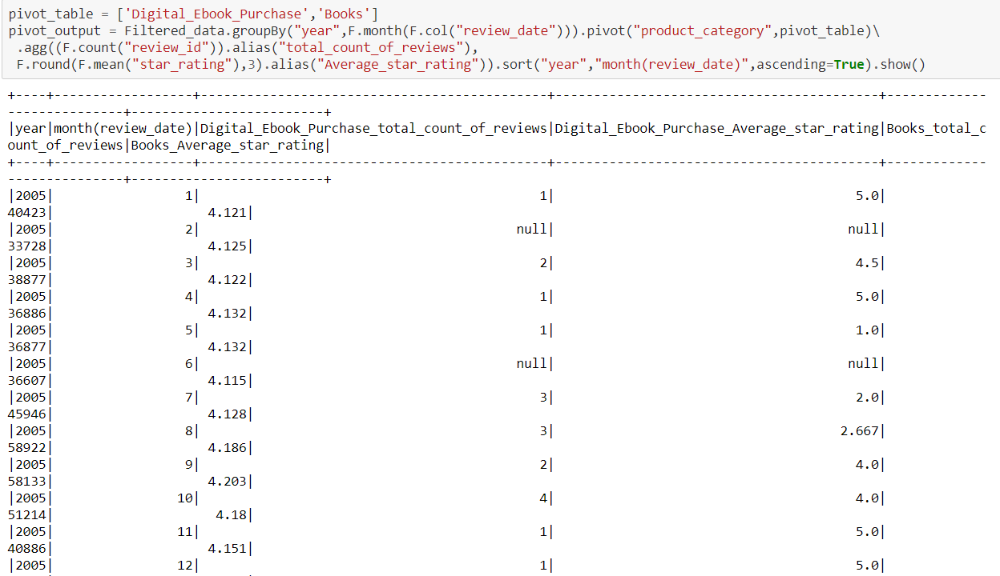 pivot_table = ['Digital_Ebook_Purchase','Books']
pivot_output = Filtered_data.groupBy("year",F.month(F.col("review_date"))).pivot("product_category",pivot_table)\
 .agg((F.count("review_id")).alias("total_count_of_reviews"),
 F.round(F.mean("star_rating"),3).alias("Average_star_rating")).sort("year","month(review_date)",ascending=True).show()
+----+------------------+-------------------------------------------+------------------------------------------+-------------
---------------+-------------------------+
|year|month(review_date)|Digital_Ebook_Purchase_total_count_of_reviews|Digital_Ebook_Purchase_Average_star_rating|Books_total_c
ount_of_reviews|Books_Average_star_rating|
+----+------------------+-------------------------------------------+------------------------------------------+-------------
---------------+-------------------------+
|2005| 1| 1| 5.0|
40423| 4.121|
|2005| 2| null| null|
33728| 4.125|
|2005| 3| 2| 4.5|
38877| 4.122|
|2005| 4| 1| 5.0|
36886| 4.132|
|2005| 5| 1| 1.0|
36877| 4.132|
|2005| 6| null| null|
36607| 4.115|
|2005| 7| 3| 2.0|
45946| 4.128|
|2005| 8| 3| 2.667|
58922| 4.186|
|2005| 9| 2| 4.0|
58133| 4.203|
|2005| 10| 4| 4.0|
51214| 4.18|
|2005| 11| 1| 5.0|
40886| 4.151|
|2005| 12| 1| 5.0|